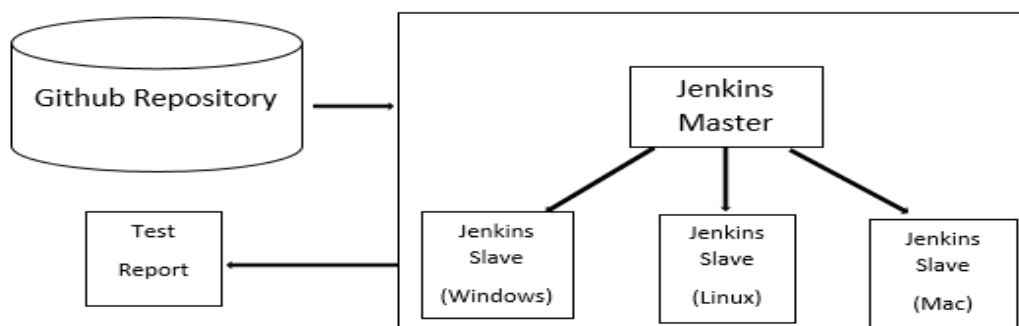 Github Repository
Jenkins
Master
Test
Report
Jenkins
Slave
(Windows)
Jenkins
Slave
(Linux)
Jenkins
Slave
(Mac)